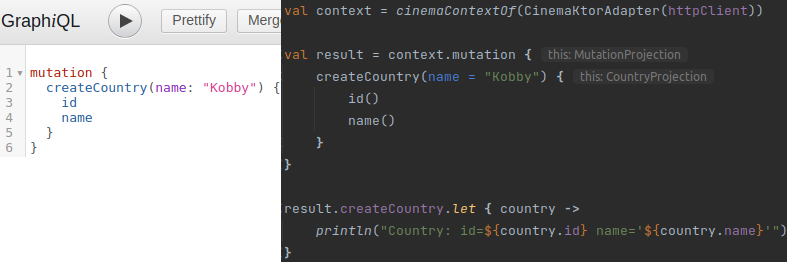 GraphiQL Prettify Merg
1 mutation {
2 createCountry(name: "Kobby") {
3 id
4 name
5 }
6 }
val context = cinemaContextOf(CinemaKtorAdapter(httpClient))
val result = context.mutation { this: MutationProjection
createCountry(name = "Kobby") { this: CountryProjection
id()
name()
}
}
result.createCountry.let { country ->
println("Country: id=${country.id} name='${country.name}'")
}